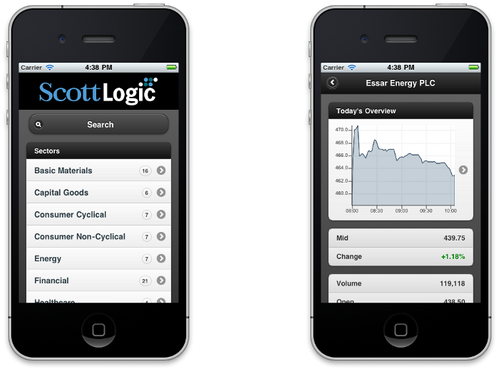 Carrier 4:38 PM
ScottLogic
Search
Sectors
Basic Materials 16
Capital Goods 6
Consumer Cyclical 7
Consumer Non-Cyclical 7
Energy 7
Financial 21
Healthcare
Carrier 4:38 PM
Essar Energy PLC
Today's Overview
470.0
468.0
466.0
464.0
462.0
460.0
08:00 08:30 09:00 09:30 10:00
Mid 439.75
Change +1.18%
Volume 119,118
Open 438.50